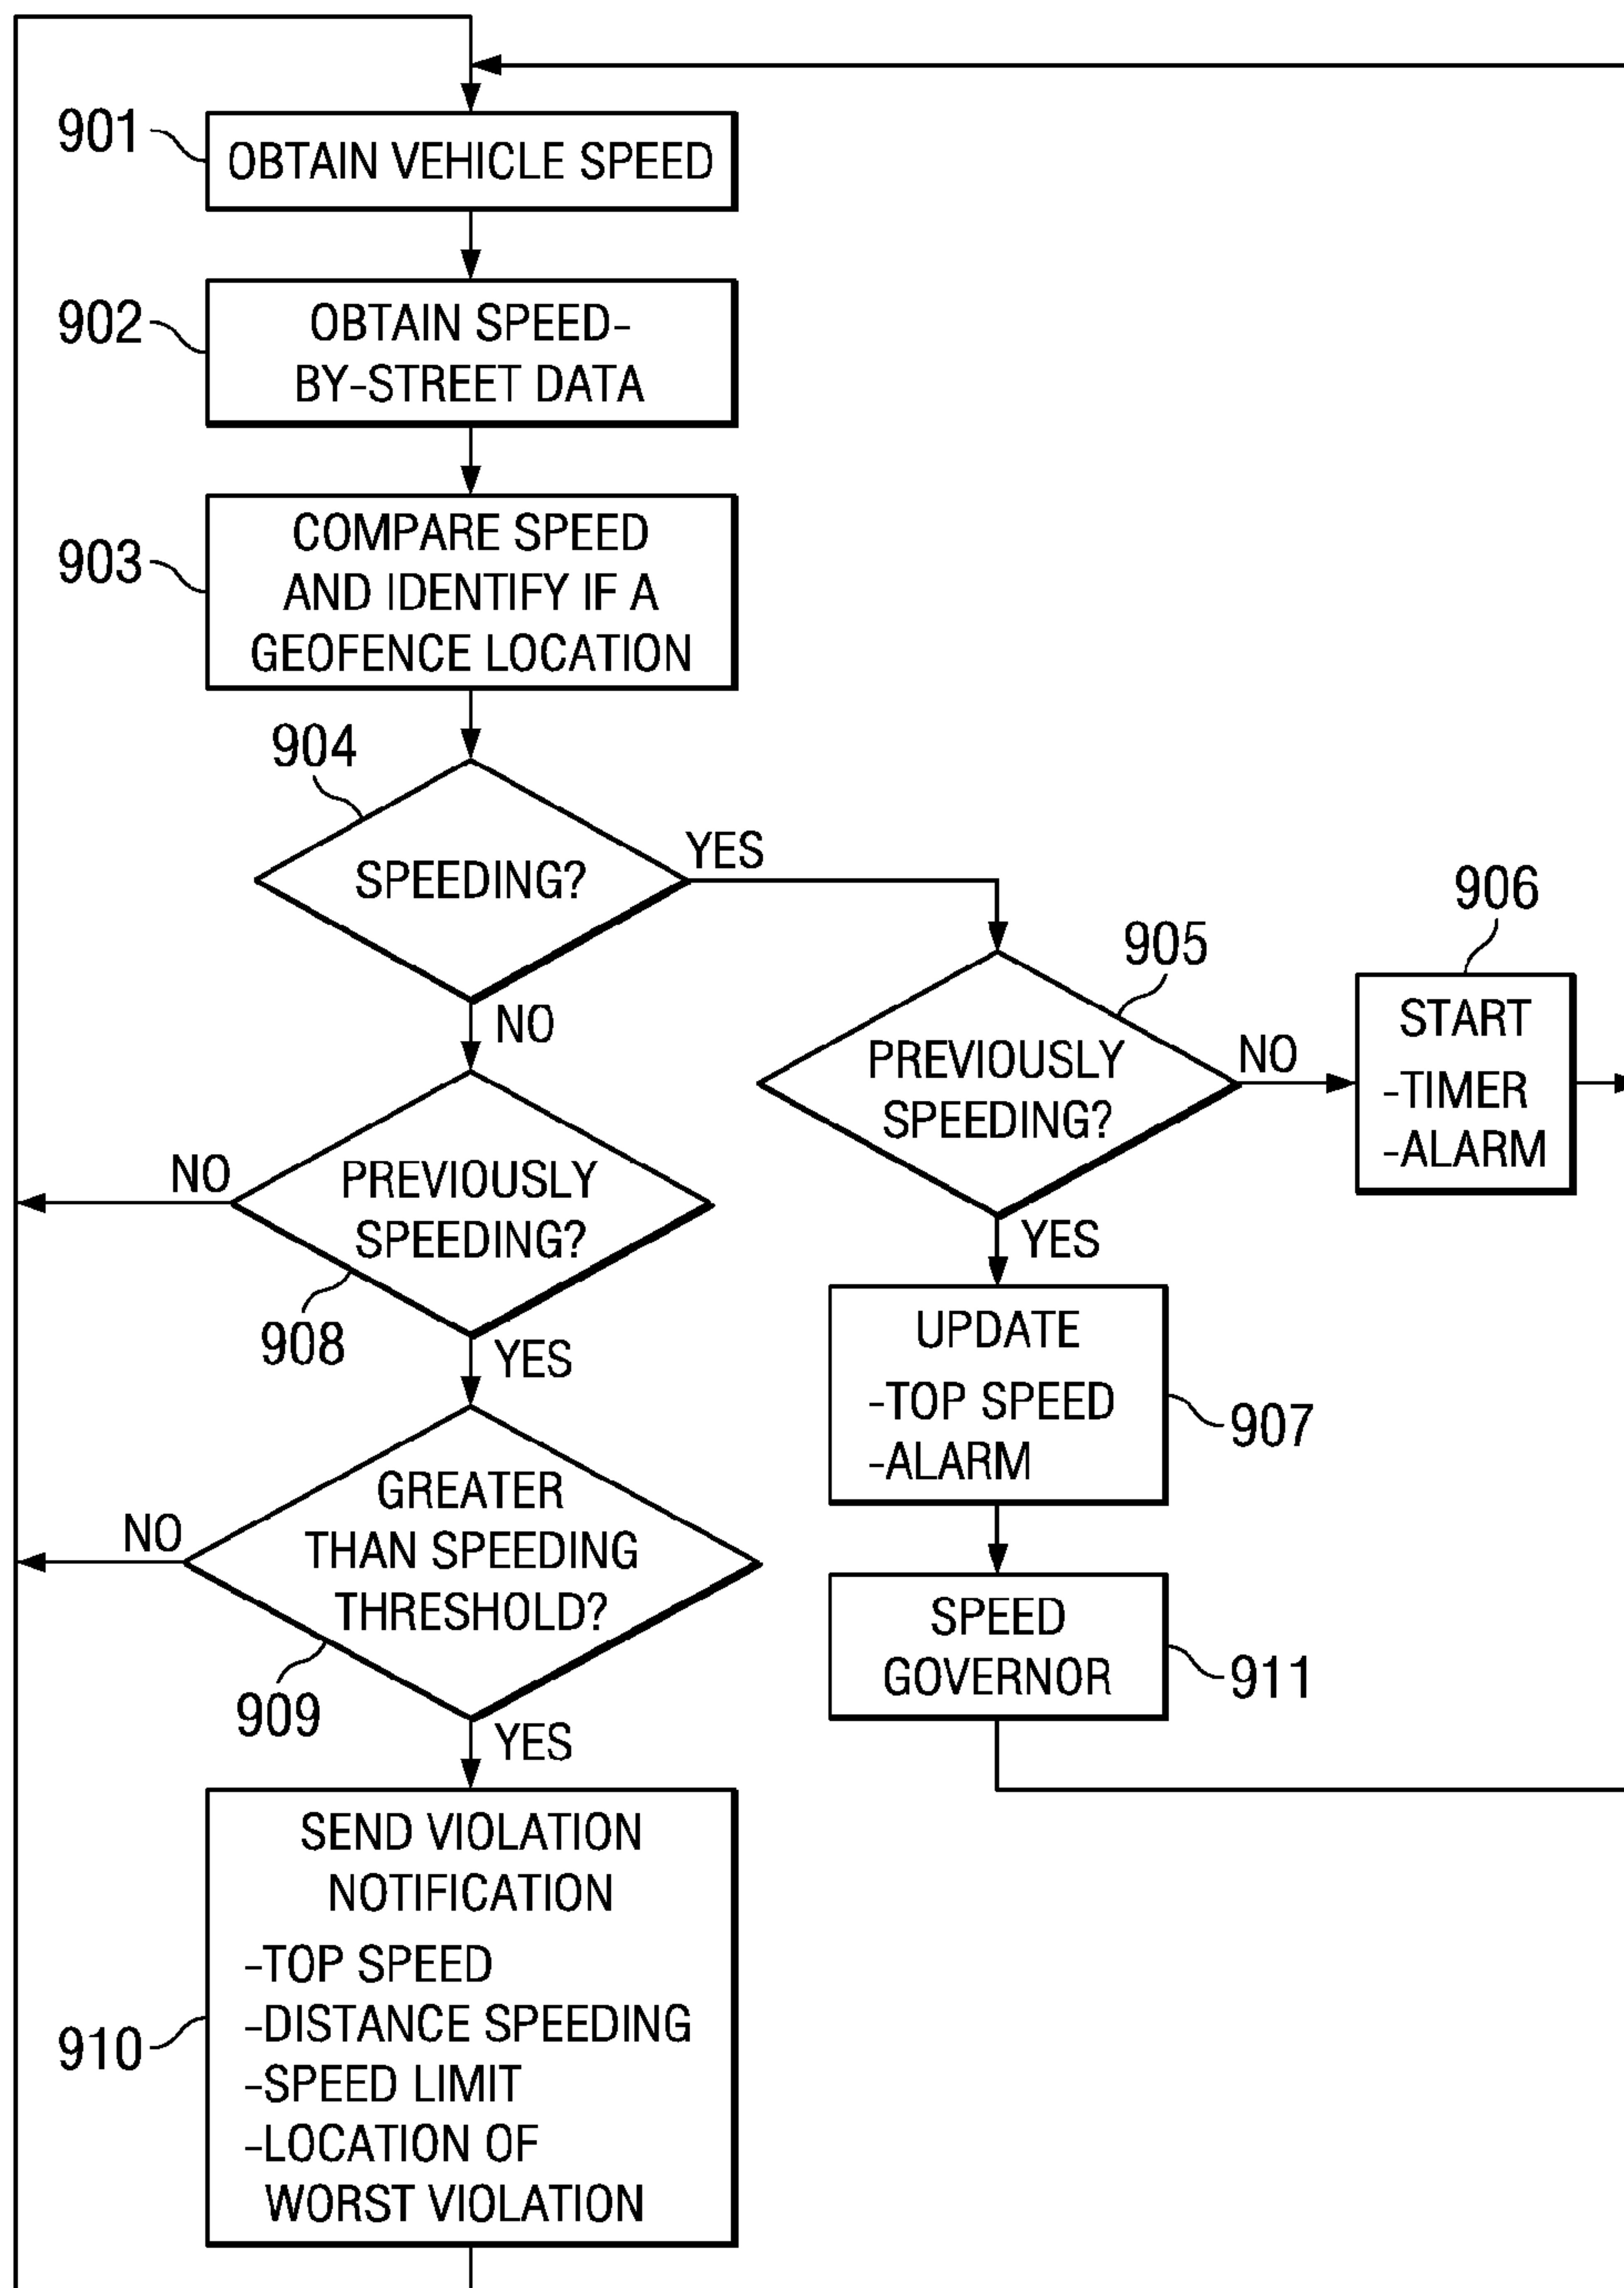 901
OBTAIN VEHICLE SPEED
902
OBTAIN SPEED-
BY-STREET DATA
903
COMPARE SPEED
AND IDENTIFY IF A
GEOFENCE LOCATION
904
SPEEDING?
YES
NO
905
PREVIOUSLY
SPEEDING?
NO
906
START
-TIMER
-ALARM
YES
UPDATE
-TOP SPEED
-ALARM
907
SPEED
GOVERNOR
911
PREVIOUSLY
SPEEDING?
NO
908
YES
GREATER
THAN SPEEDING
THRESHOLD?
NO
909
YES
SEND VIOLATION
NOTIFICATION
-TOP SPEED
-DISTANCE SPEEDING
-SPEED LIMIT
-LOCATION OF
WORST VIOLATION
910